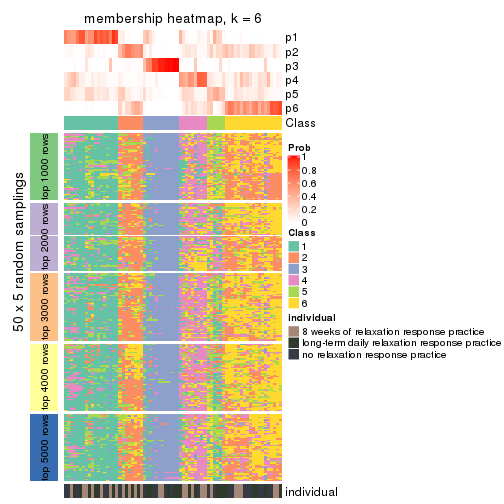 membership heatmap, k = 6
p1
p2
p3
p4
p5
p6
Class
50 x 5 random samplings
top 1000 rows
top 2000 rows
top 3000 rows
top 4000 rows
top 5000 rows
individual
Prob
1
0.8
0.6
0.4
0.2
0
Class
1
2
3
4
5
6
individual
8 weeks of relaxation response practice
long-term daily relaxation response practice
no relaxation response practice